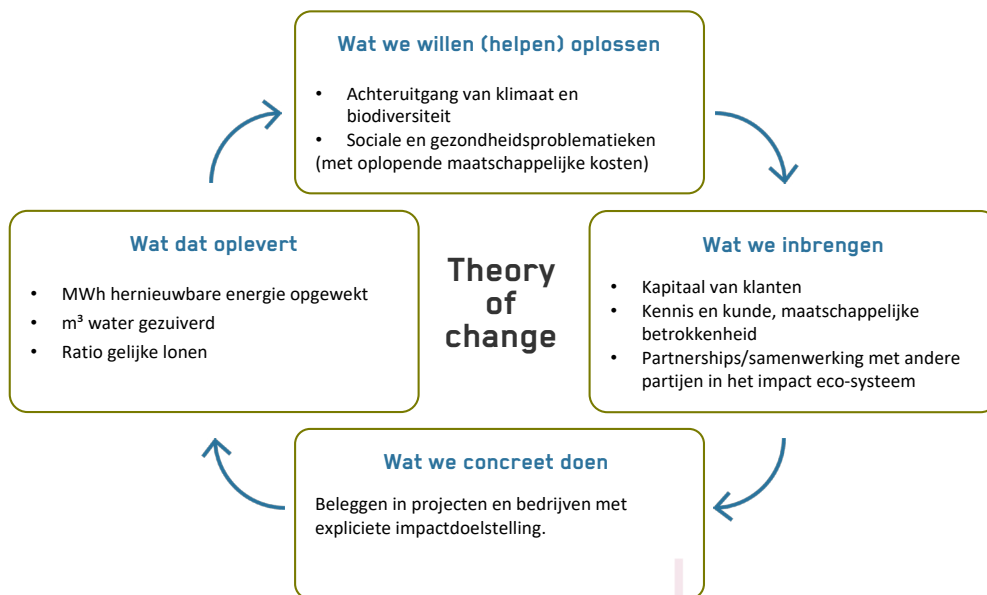 Wat we willen (helpen) oplossen
• Achteruitgang van klimaat en
biodiversiteit
• Sociale en gezondheidsproblematieken
(met oplopende maatschappelijke kosten)
Wat dat oplevert
• MWh hernieuwbare energie opgewekt
• m³ water gezuiverd
• Ratio gelijke lonen
Theory
of
change
Wat we inbrengen
• Kapitaal van klanten
• Kennis en kunde, maatschappelijke
betrokkenheid
• Partnerships/samenwerking met andere
partijen in het impact eco-systeem
Wat we concreet doen
Beleggen in projecten en bedrijven met
expliciete impactdoelstelling.